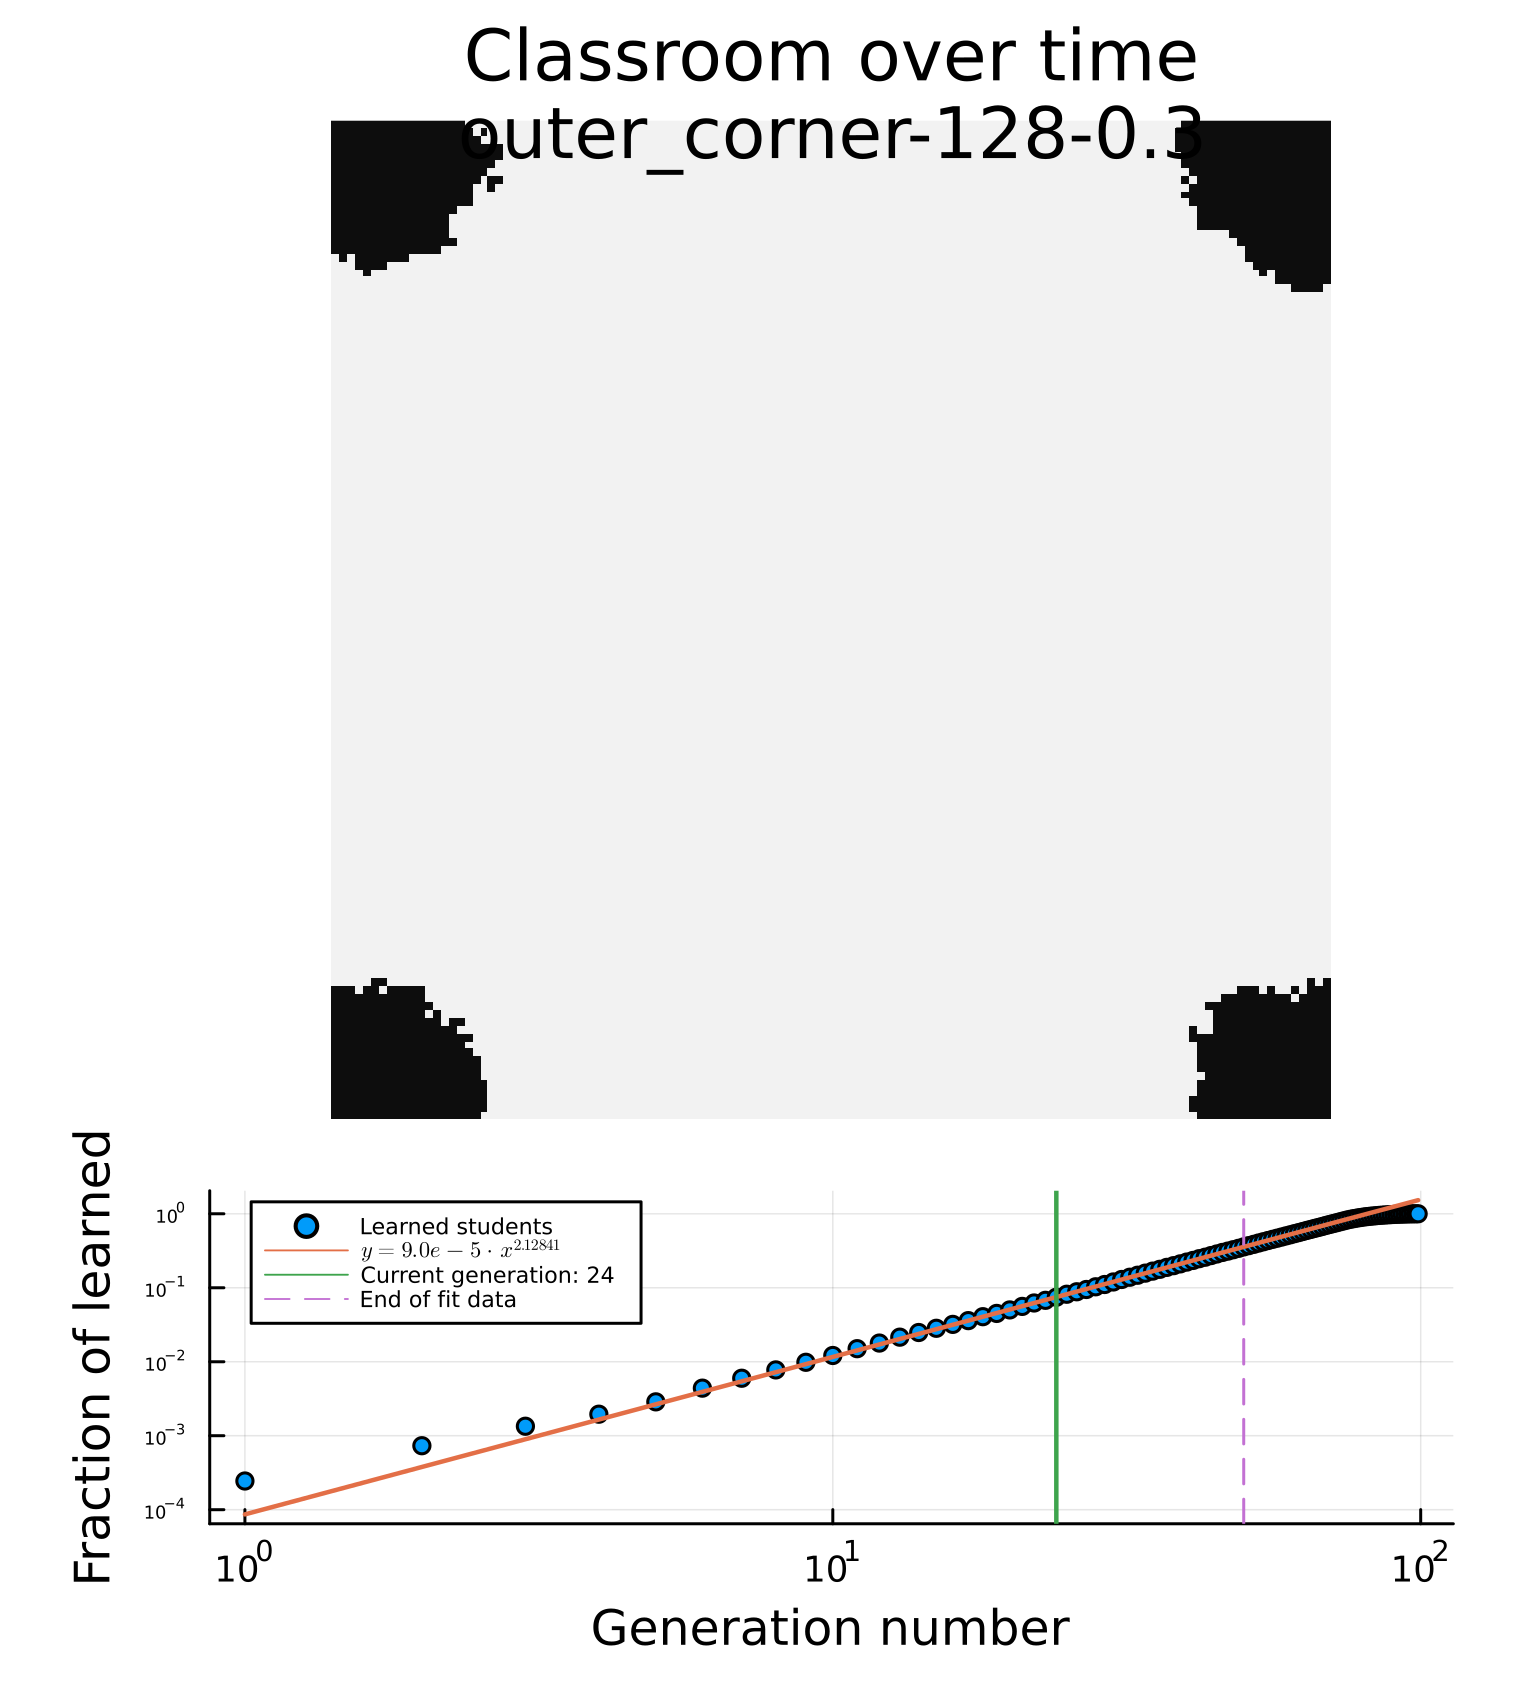 Classroom over time
outer_corner-128-0.3
Fraction of learned
10^0
10^-1
10^-2
10^-3
10^-4
Learned students
y = 9.0e − 5 · x^2.12841
Current generation: 24
End of fit data
10^0 10^1 10^2
Generation number